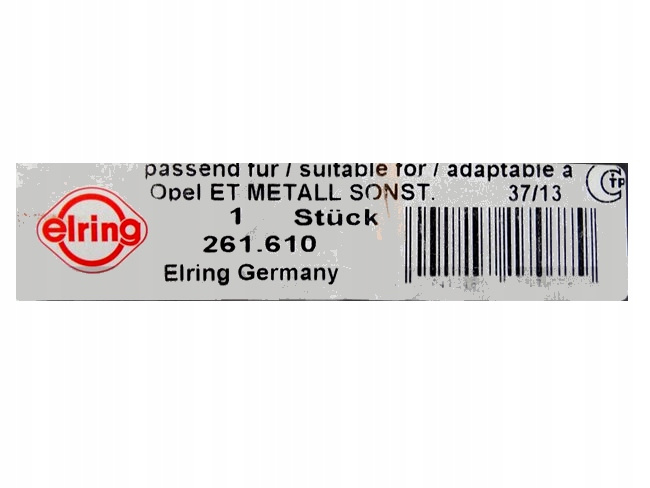 passend fur / suitable for / adaptable a
Opel ET METALL SONST. 37/13
elring
1 Stück
261.610
Elring Germany